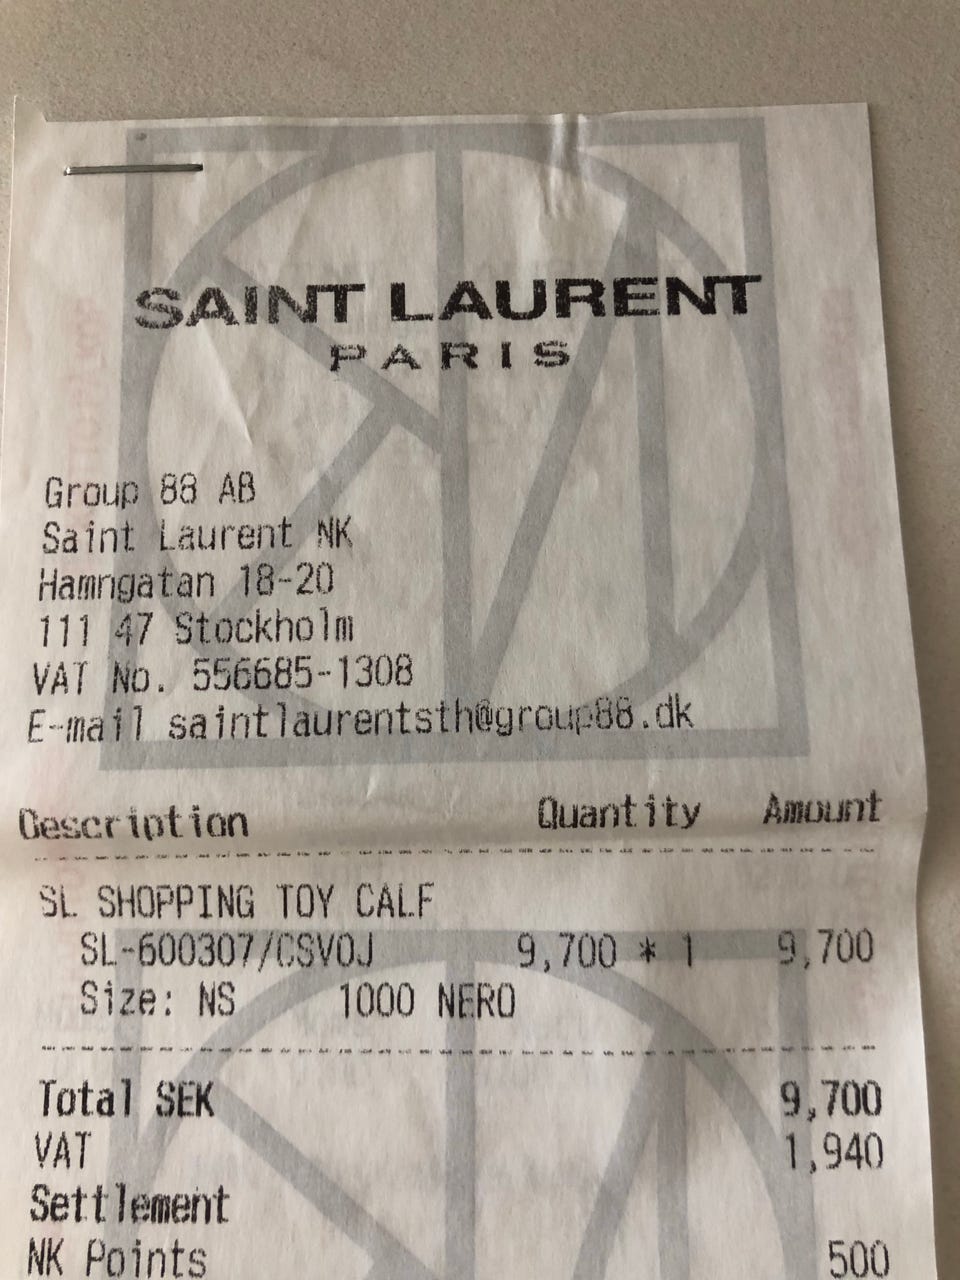 SAINT LAURENT
PARIS
Group 88 AB
Saint Laurent NK
Hamngatan 18-20
111 47 Stockholm
VAT No. 556685-1308
E-mail saintlaurentsth@group88.dk
Description Quantity Amount
SL SHOPPING TOY CALF
SL-600307/CSV0J 9,700 * 1 9,700
Size: NS 1000 NERO
Total SEK 9,700
VAT 1,940
Settlement
NK Points 500